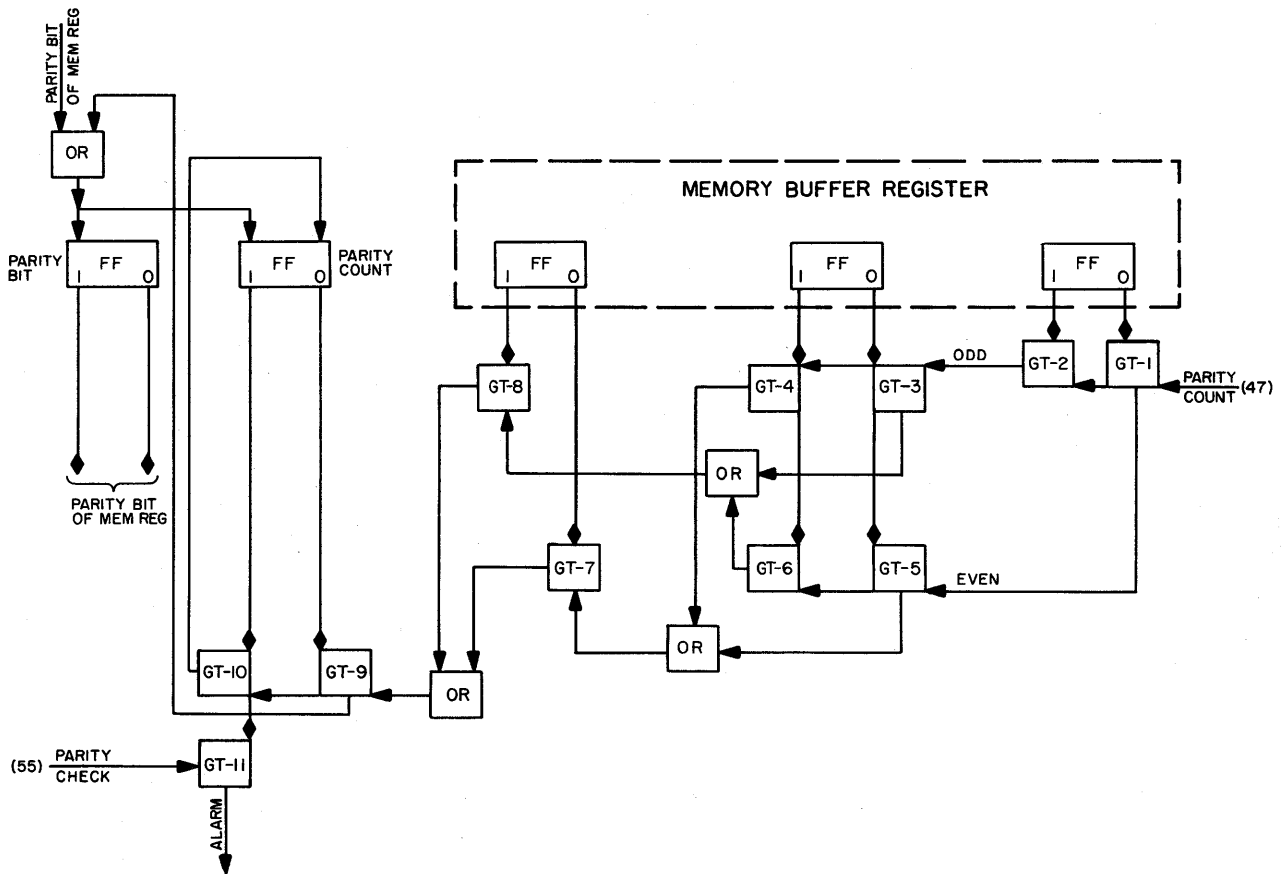 PARITY BIT
OF MEM REG
OR
MEMORY BUFFER REGISTER
PARITY
BIT
FF
1 0
FF
1 0
PARITY
COUNT
FF
1 0
FF
1 0
FF
1 0
GT-8
GT-4
ODD
GT-3
GT-2
GT-1
PARITY
COUNT (47)
OR
PARITY BIT
OF MEM REG
GT-7
GT-6
GT-5
EVEN
OR
GT-10
GT-9
OR
(55) PARITY
CHECK
GT-11
ALARM